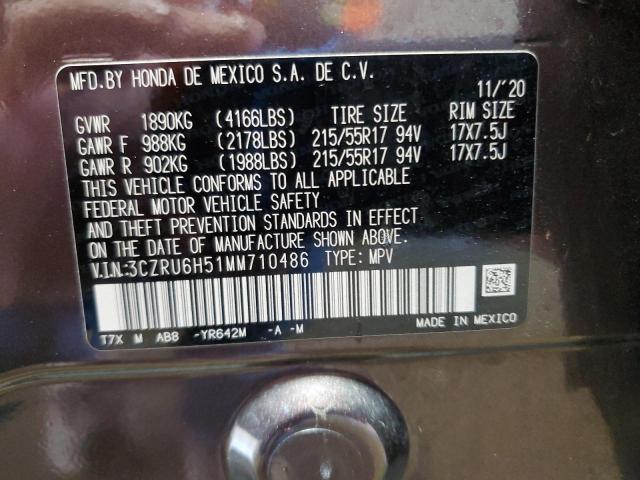 MFD.BY HONDA DE MEXICO S.A. DE C.V.
11/'20
GVWR 1890KG (4166LBS) TIRE SIZE RIM SIZE
GAWR F 988KG (2178LBS) 215/55R17 94V 17X7.5J
GAWR R 902KG (1988LBS) 215/55R17 94V 17X7.5J
THIS VEHICLE CONFORMS TO ALL APPLICABLE
FEDERAL MOTOR VEHICLE SAFETY
AND THEFT PREVENTION STANDARDS IN EFFECT
ON THE DATE OF MANUFACTURE SHOWN ABOVE.
V.I.N:3CZRU6H51MM710486 TYPE: MPV
T7X M AB8 -YR642M -A -M
MADE IN MEXICO